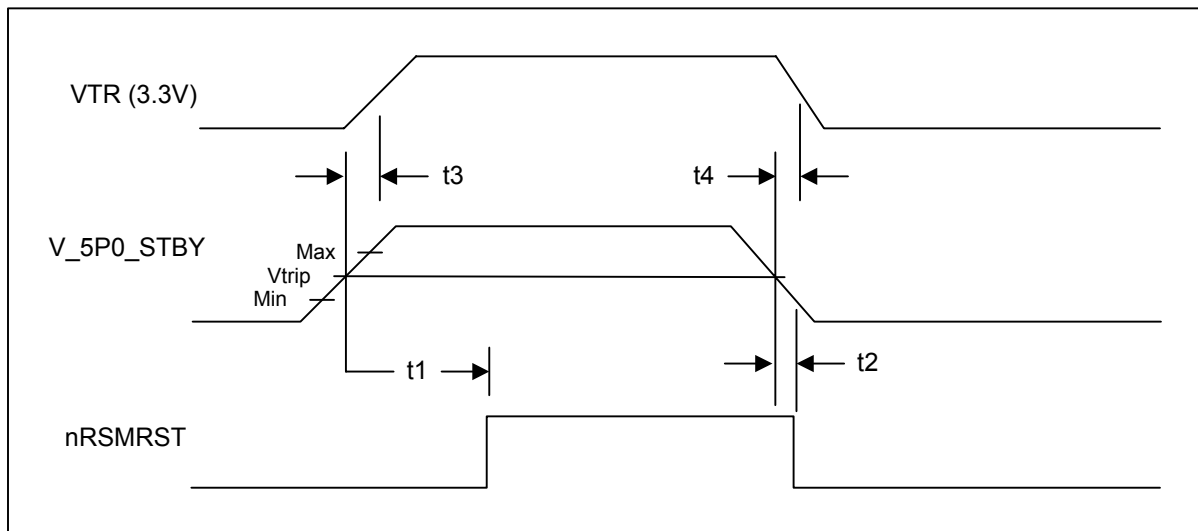 VTR (3.3V)
t3
t4
V_5P0_STBY
Max
Vtrip
Min
t1
t2
nRSMRST